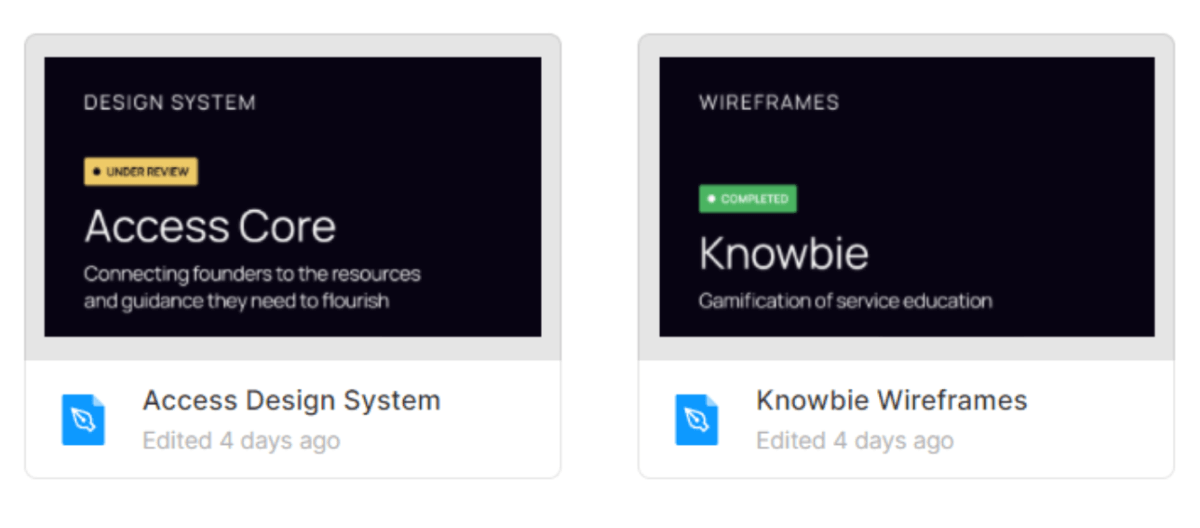 DESIGN SYSTEM
UNDER REVIEW
Access Core
Connecting founders to the resources
and guidance they need to flourish
Access Design System
Edited 4 days ago
WIREFRAMES
COMPLETED
Knowbie
Gamification of service education
Knowbie Wireframes
Edited 4 days ago